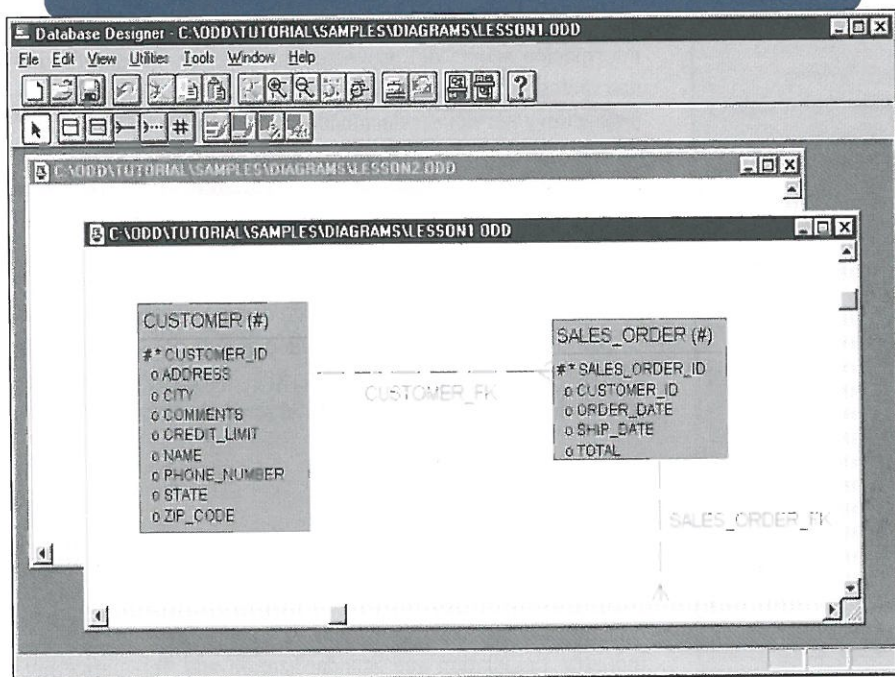 Database Designer - C:\ODD\TUTORIAL\SAMPLES\DIAGRAMS\LESSON1.ODD
File Edit View Utilities Tools Window Help
C:\ODD\TUTORIAL\SAMPLES\DIAGRAMS\LESSON2.ODD
C:\ODD\TUTORIAL\SAMPLES\DIAGRAMS\LESSON1.ODD
CUSTOMER (#)
#* CUSTOMER_ID
o ADDRESS
o CITY
o COMMENTS
o CREDIT_LIMIT
o NAME
o PHONE_NUMBER
o STATE
o ZIP_CODE
CUSTOMER_FK
SALES_ORDER (#)
#* SALES_ORDER_ID
o CUSTOMER_ID
o ORDER_DATE
o SHIP_DATE
o TOTAL
SALES_ORDER_FK